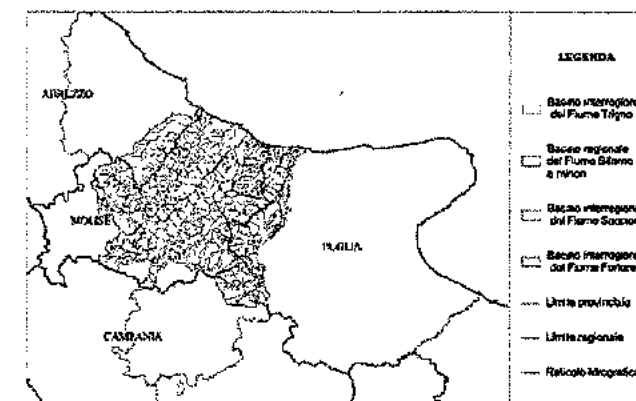 LEGENDA
ABRUZZO
Bacino interregionale
del Fiume Trigno
Bacino regionale
del Fiume Biferno
e minori
MOLISE
Bacino interregionale
del Fiume Saccione
PUGLIA
Bacino interregionale
del Fiume Fortore
Limite provinciale
CAMPANIA
Limite regionale
Reticolo Idrografico